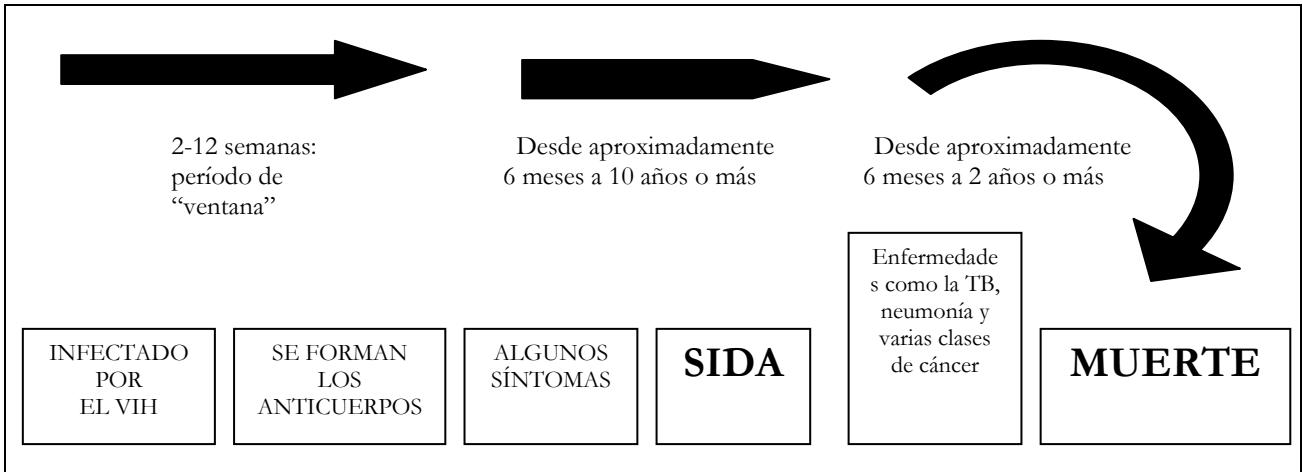 2-12 semanas:
período de
“ventana”
Desde aproximadamente
6 meses a 10 años o más
Desde aproximadamente
6 meses a 2 años o más
INFECTADO
POR
EL VIH
SE FORMAN
LOS
ANTICUERPOS
ALGUNOS
SÍNTOMAS
SIDA
Enfermedade
s como la TB,
neumonía y
varias clases
de cáncer
MUERTE